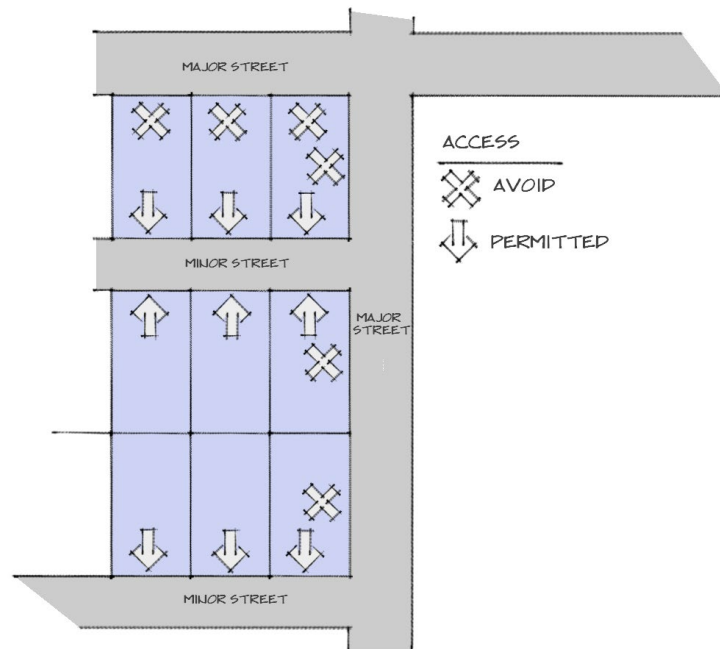 MAJOR STREET
ACCESS
AVOID
PERMITTED
MINOR STREET
MAJOR
STREET
MINOR STREET